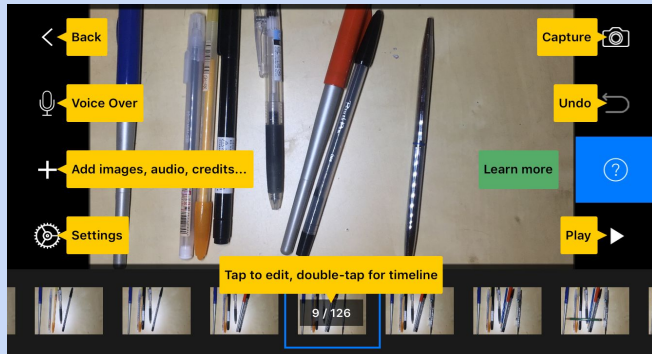 Back
Capture
Voice Over
Undo
Add images, audio, credits...
Learn more
?
Settings
Play
Tap to edit, double-tap for timeline
9 / 126